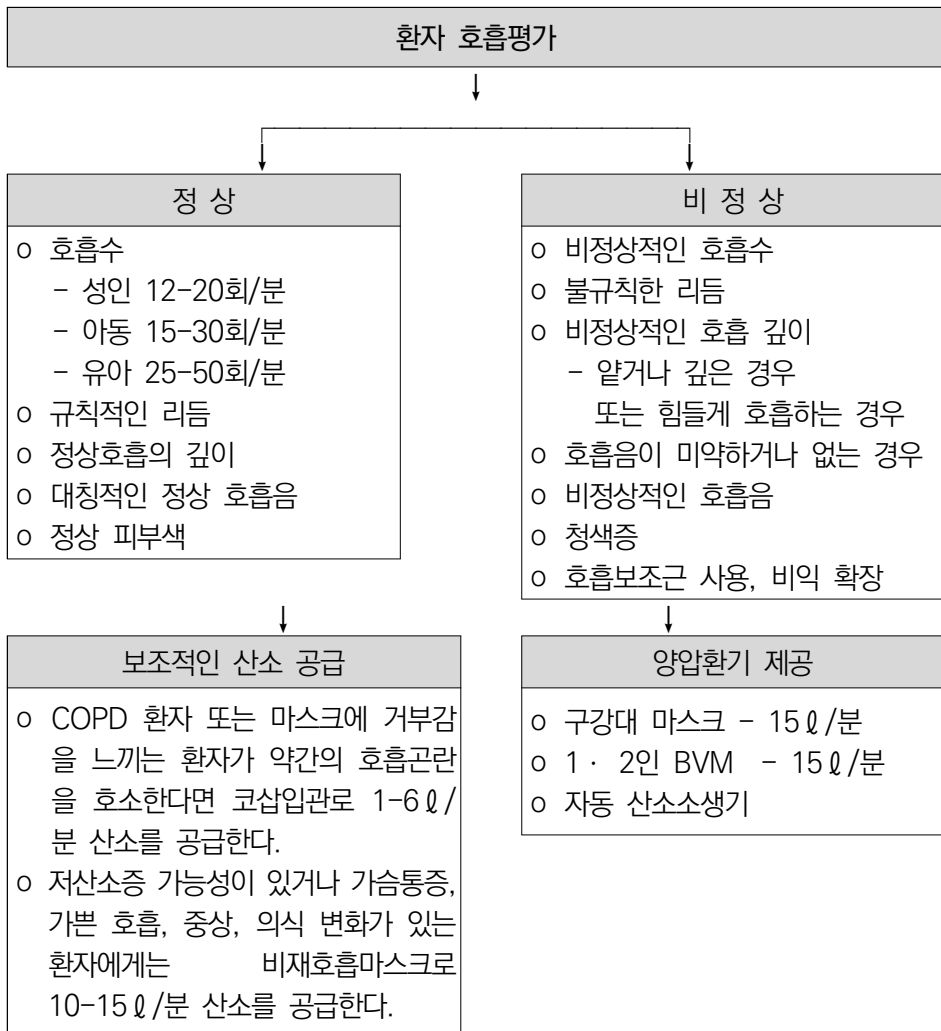 환자 호흡평가
정 상
o 호흡수
- 성인 12-20회/분
- 아동 15-30회/분
- 유아 25-50회/분
o 규칙적인 리듬
o 정상호흡의 깊이
o 대칭적인 정상 호흡음
o 정상 피부색
비 정 상
o 비정상적인 호흡수
o 불규칙한 리듬
o 비정상적인 호흡 깊이
- 얕거나 깊은 경우
또는 힘들게 호흡하는 경우
o 호흡음이 미약하거나 없는 경우
o 비정상적인 호흡음
o 청색증
o 호흡보조근 사용, 비익 확장
보조적인 산소 공급
o COPD 환자 또는 마스크에 거부감
을 느끼는 환자가 약간의 호흡곤란
을 호소한다면 코삽입관로 1-6ℓ/
분 산소를 공급한다.
o 저산소증 가능성이 있거나 가슴통증,
가쁜 호흡, 중상, 의식 변화가 있는
환자에게는 비재호흡마스크로
10-15ℓ/분 산소를 공급한다.
양압환기 제공
o 구강대 마스크 - 15ℓ/분
o 1 · 2인 BVM - 15ℓ/분
o 자동 산소소생기